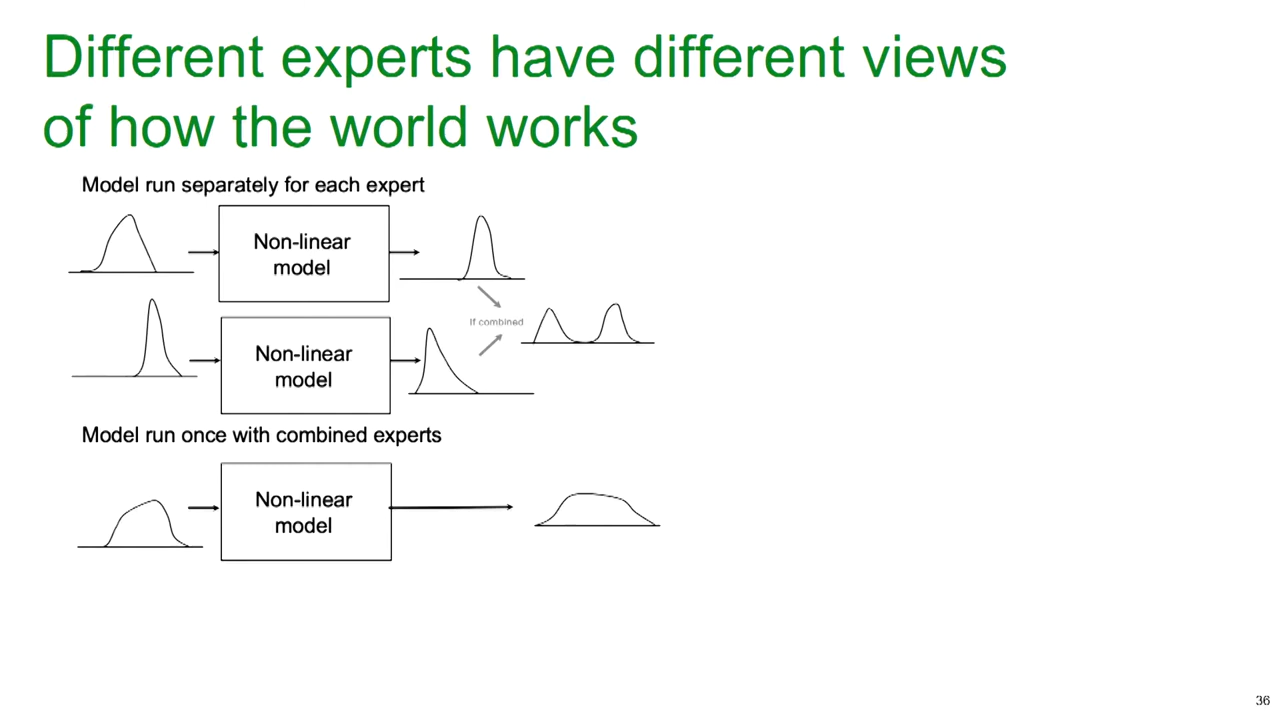 Different experts have different views
of how the world works
Model run separately for each expert
Non-linear
model
If combined
Non-linear
model
Model run once with combined experts
Non-linear
model
36